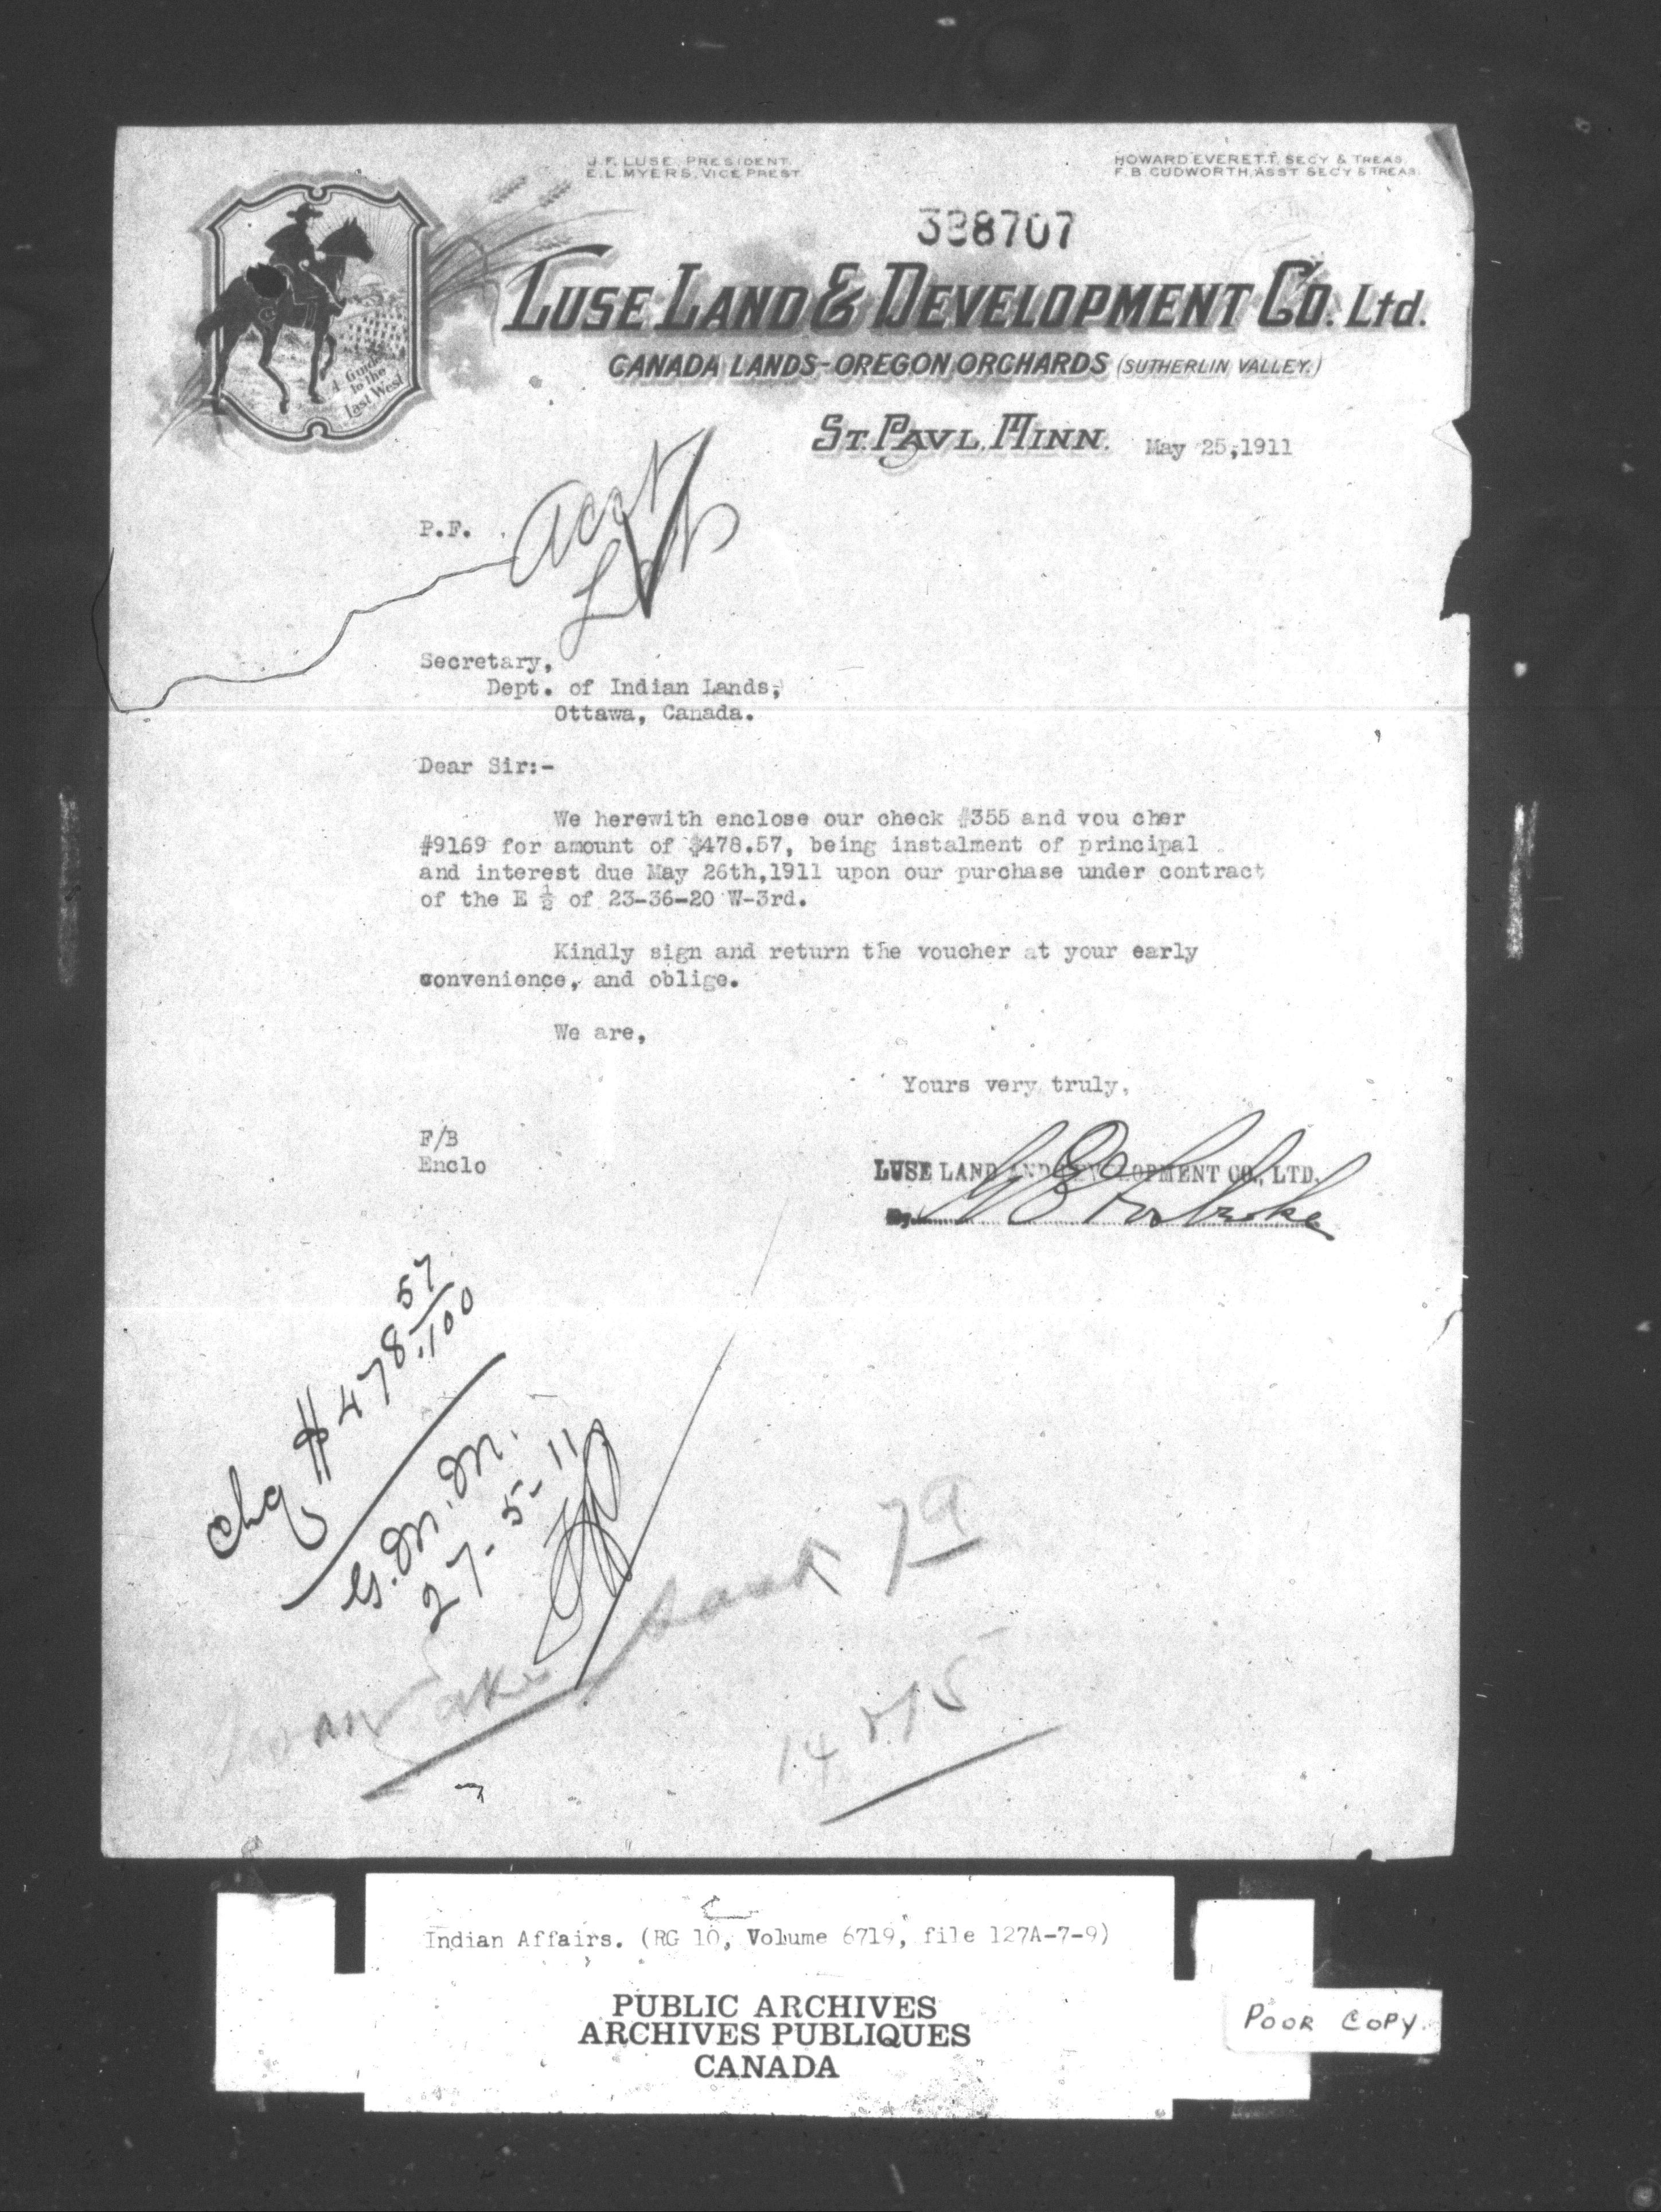 J.F. LUSE, PRESIDENT.
E.L. MYERS, VICE PREST.
HOWARD EVERETT, SECY & TREAS.
F.B. CUDWORTH, ASST SECY & TREAS.
338707
LUSE LAND & DEVELOPMENT CO. Ltd.
CANADA LANDS-OREGON ORCHARDS (SUTHERLIN VALLEY.)
A Guide
to the
Last West
ST. PAUL, MINN. May 25,1911
P.F.
Acct
Secretary,
Dept. of Indian Lands,
Ottawa, Canada.
Dear Sir:-
We herewith enclose our check #355 and vou cher
#9169 for amount of $478.57, being instalment of principal
and interest due May 26th,1911 upon our purchase under contract
of the E ½ of 23-36-20 W-3rd.
Kindly sign and return the voucher at your early
convenience, and oblige.
We are,
Yours very truly,
F/B
Enclo
LUSE LAND AND DEVELOPMENT CO., LTD.
By
chq $478 57/100
G.M.M.
27-5-11
79
14
Indian Affairs. (RG 10, Volume 6719, file 127A-7-9)
PUBLIC ARCHIVES
ARCHIVES PUBLIQUES
CANADA
POOR COPY.